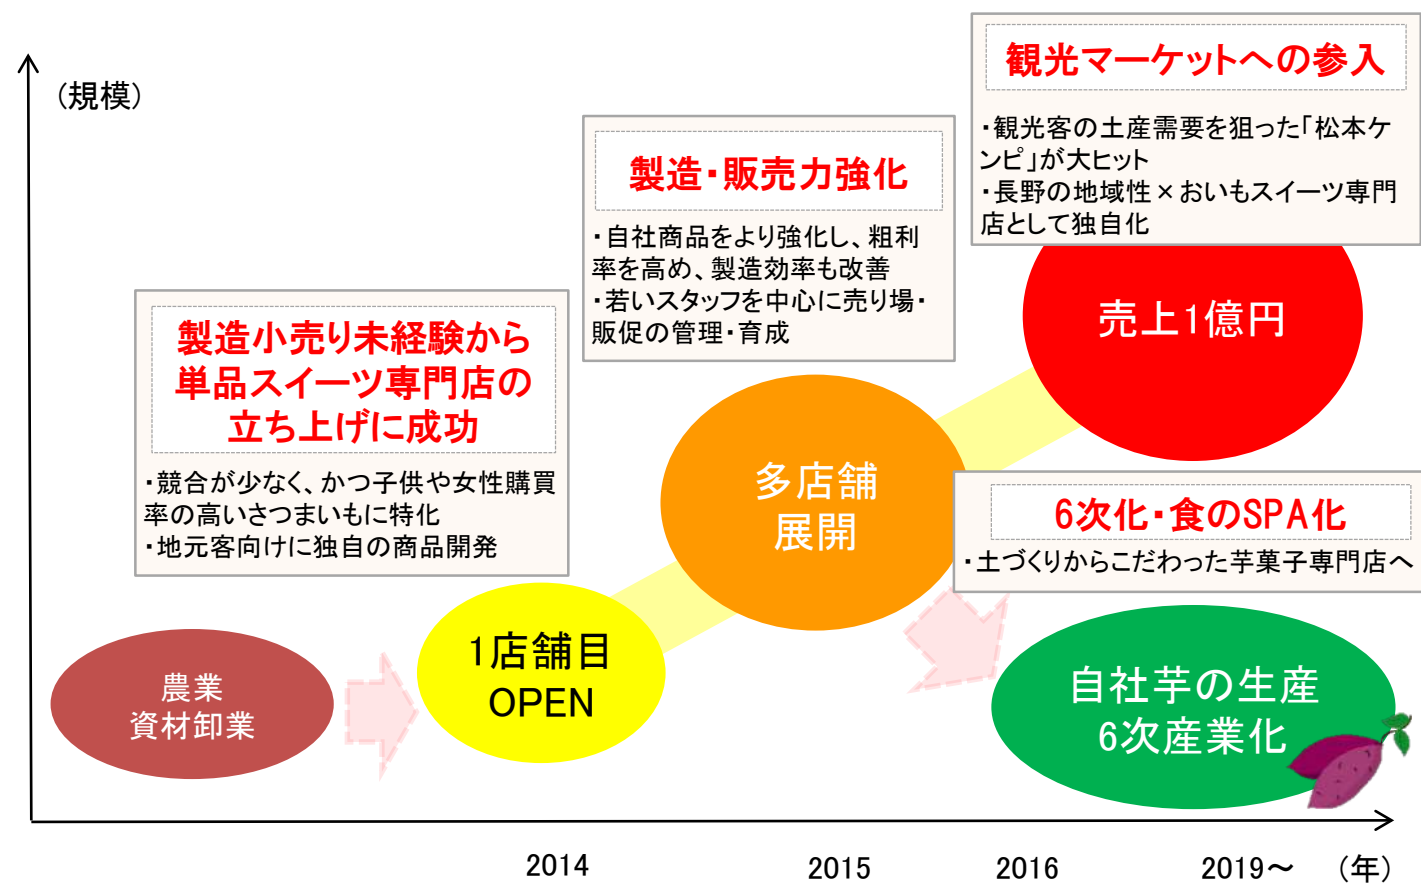 (規模)
観光マーケットへの参入
・観光客の土産需要を狙った「松本ケ
ンピ」が大ヒット
・長野の地域性×おいもスイーツ専門
店として独自化
製造・販売力強化
・自社商品をより強化し、粗利
率を高め、製造効率も改善
・若いスタッフを中心に売り場・
販促の管理・育成
製造小売り未経験から
単品スイーツ専門店の
立ち上げに成功
・競合が少なく、かつ子供や女性購買
率の高いさつまいもに特化
・地元客向けに独自の商品開発
売上1億円
多店舗
展開
6次化・食のSPA化
・土づくりからこだわった芋菓子専門店へ
農業
資材卸業
1店舗目
OPEN
自社芋の生産
6次産業化
2014
2015
2016
2019～
(年)